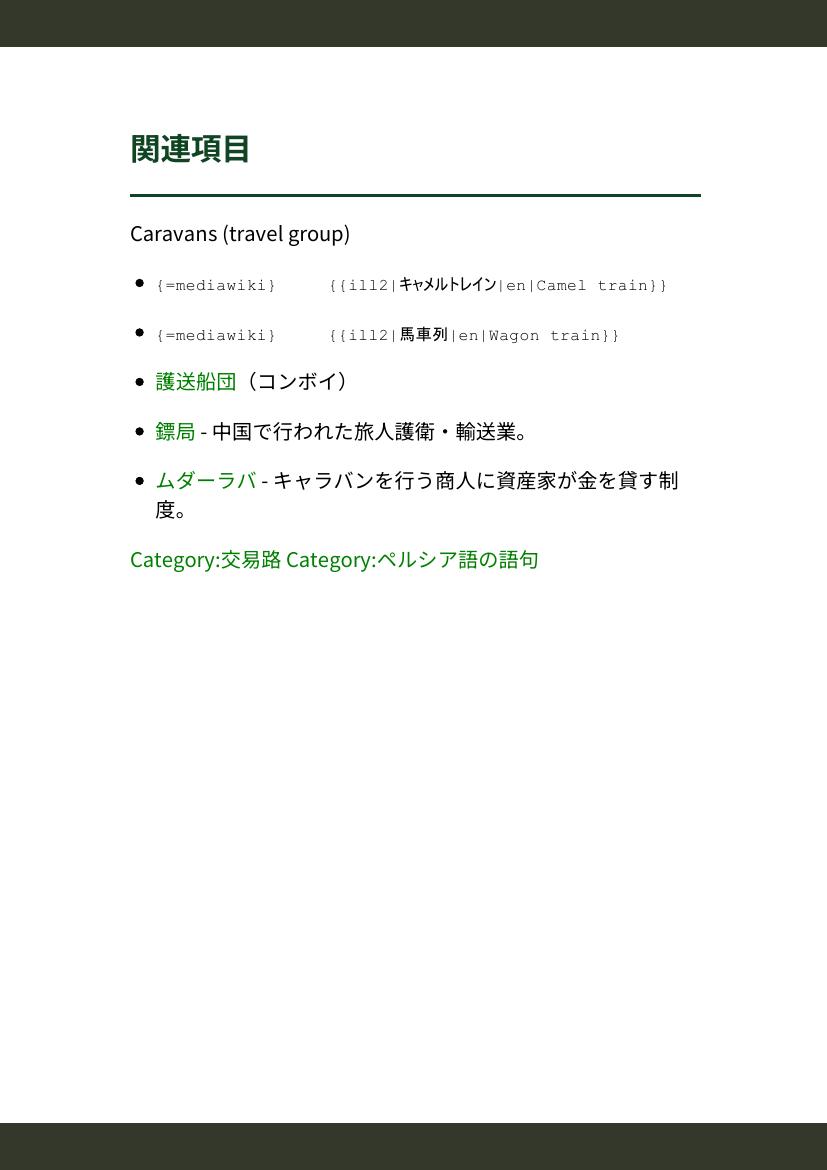 関連項目
Caravans (travel group)
• {=mediawiki} {{ill2|キャメルトレイン|en|Camel train}}
• {=mediawiki} {{ill2|馬車列|en|Wagon train}}
• 護送船団（コンボイ）
• 鏢局 - 中国で行われた旅人護衛・輸送業。
• ムダーラバ - キャラバンを行う商人に資産家が金を貸す制
度。
Category:交易路 Category:ペルシア語の語句